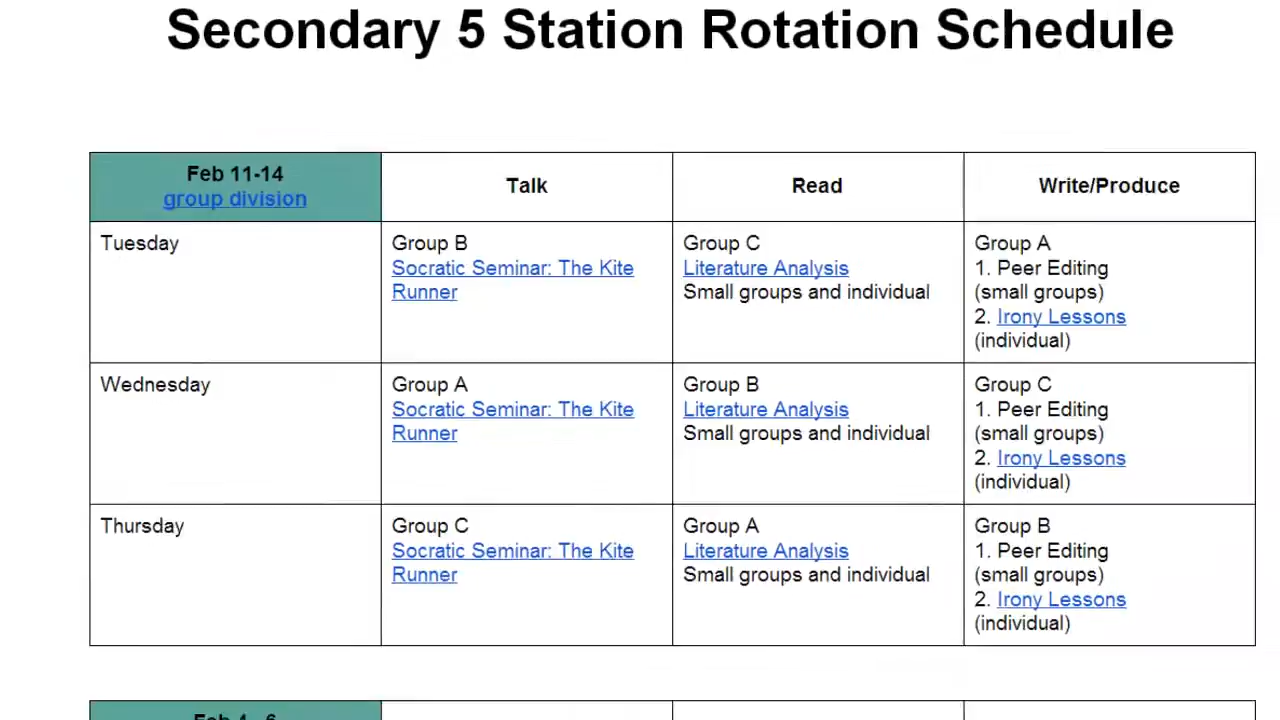 Secondary 5 Station Rotation Schedule
Feb 11-14
group division
Talk
Read
Write/Produce
Tuesday
Group B
Socratic Seminar: The Kite
Runner
Group C
Literature Analysis
Small groups and individual
Group A
1. Peer Editing
(small groups)
2. Irony Lessons
(individual)
Wednesday
Group A
Socratic Seminar: The Kite
Runner
Group B
Literature Analysis
Small groups and individual
Group C
1. Peer Editing
(small groups)
2. Irony Lessons
(individual)
Thursday
Group C
Socratic Seminar: The Kite
Runner
Group A
Literature Analysis
Small groups and individual
Group B
1. Peer Editing
(small groups)
2. Irony Lessons
(individual)
Feb 4 - 6